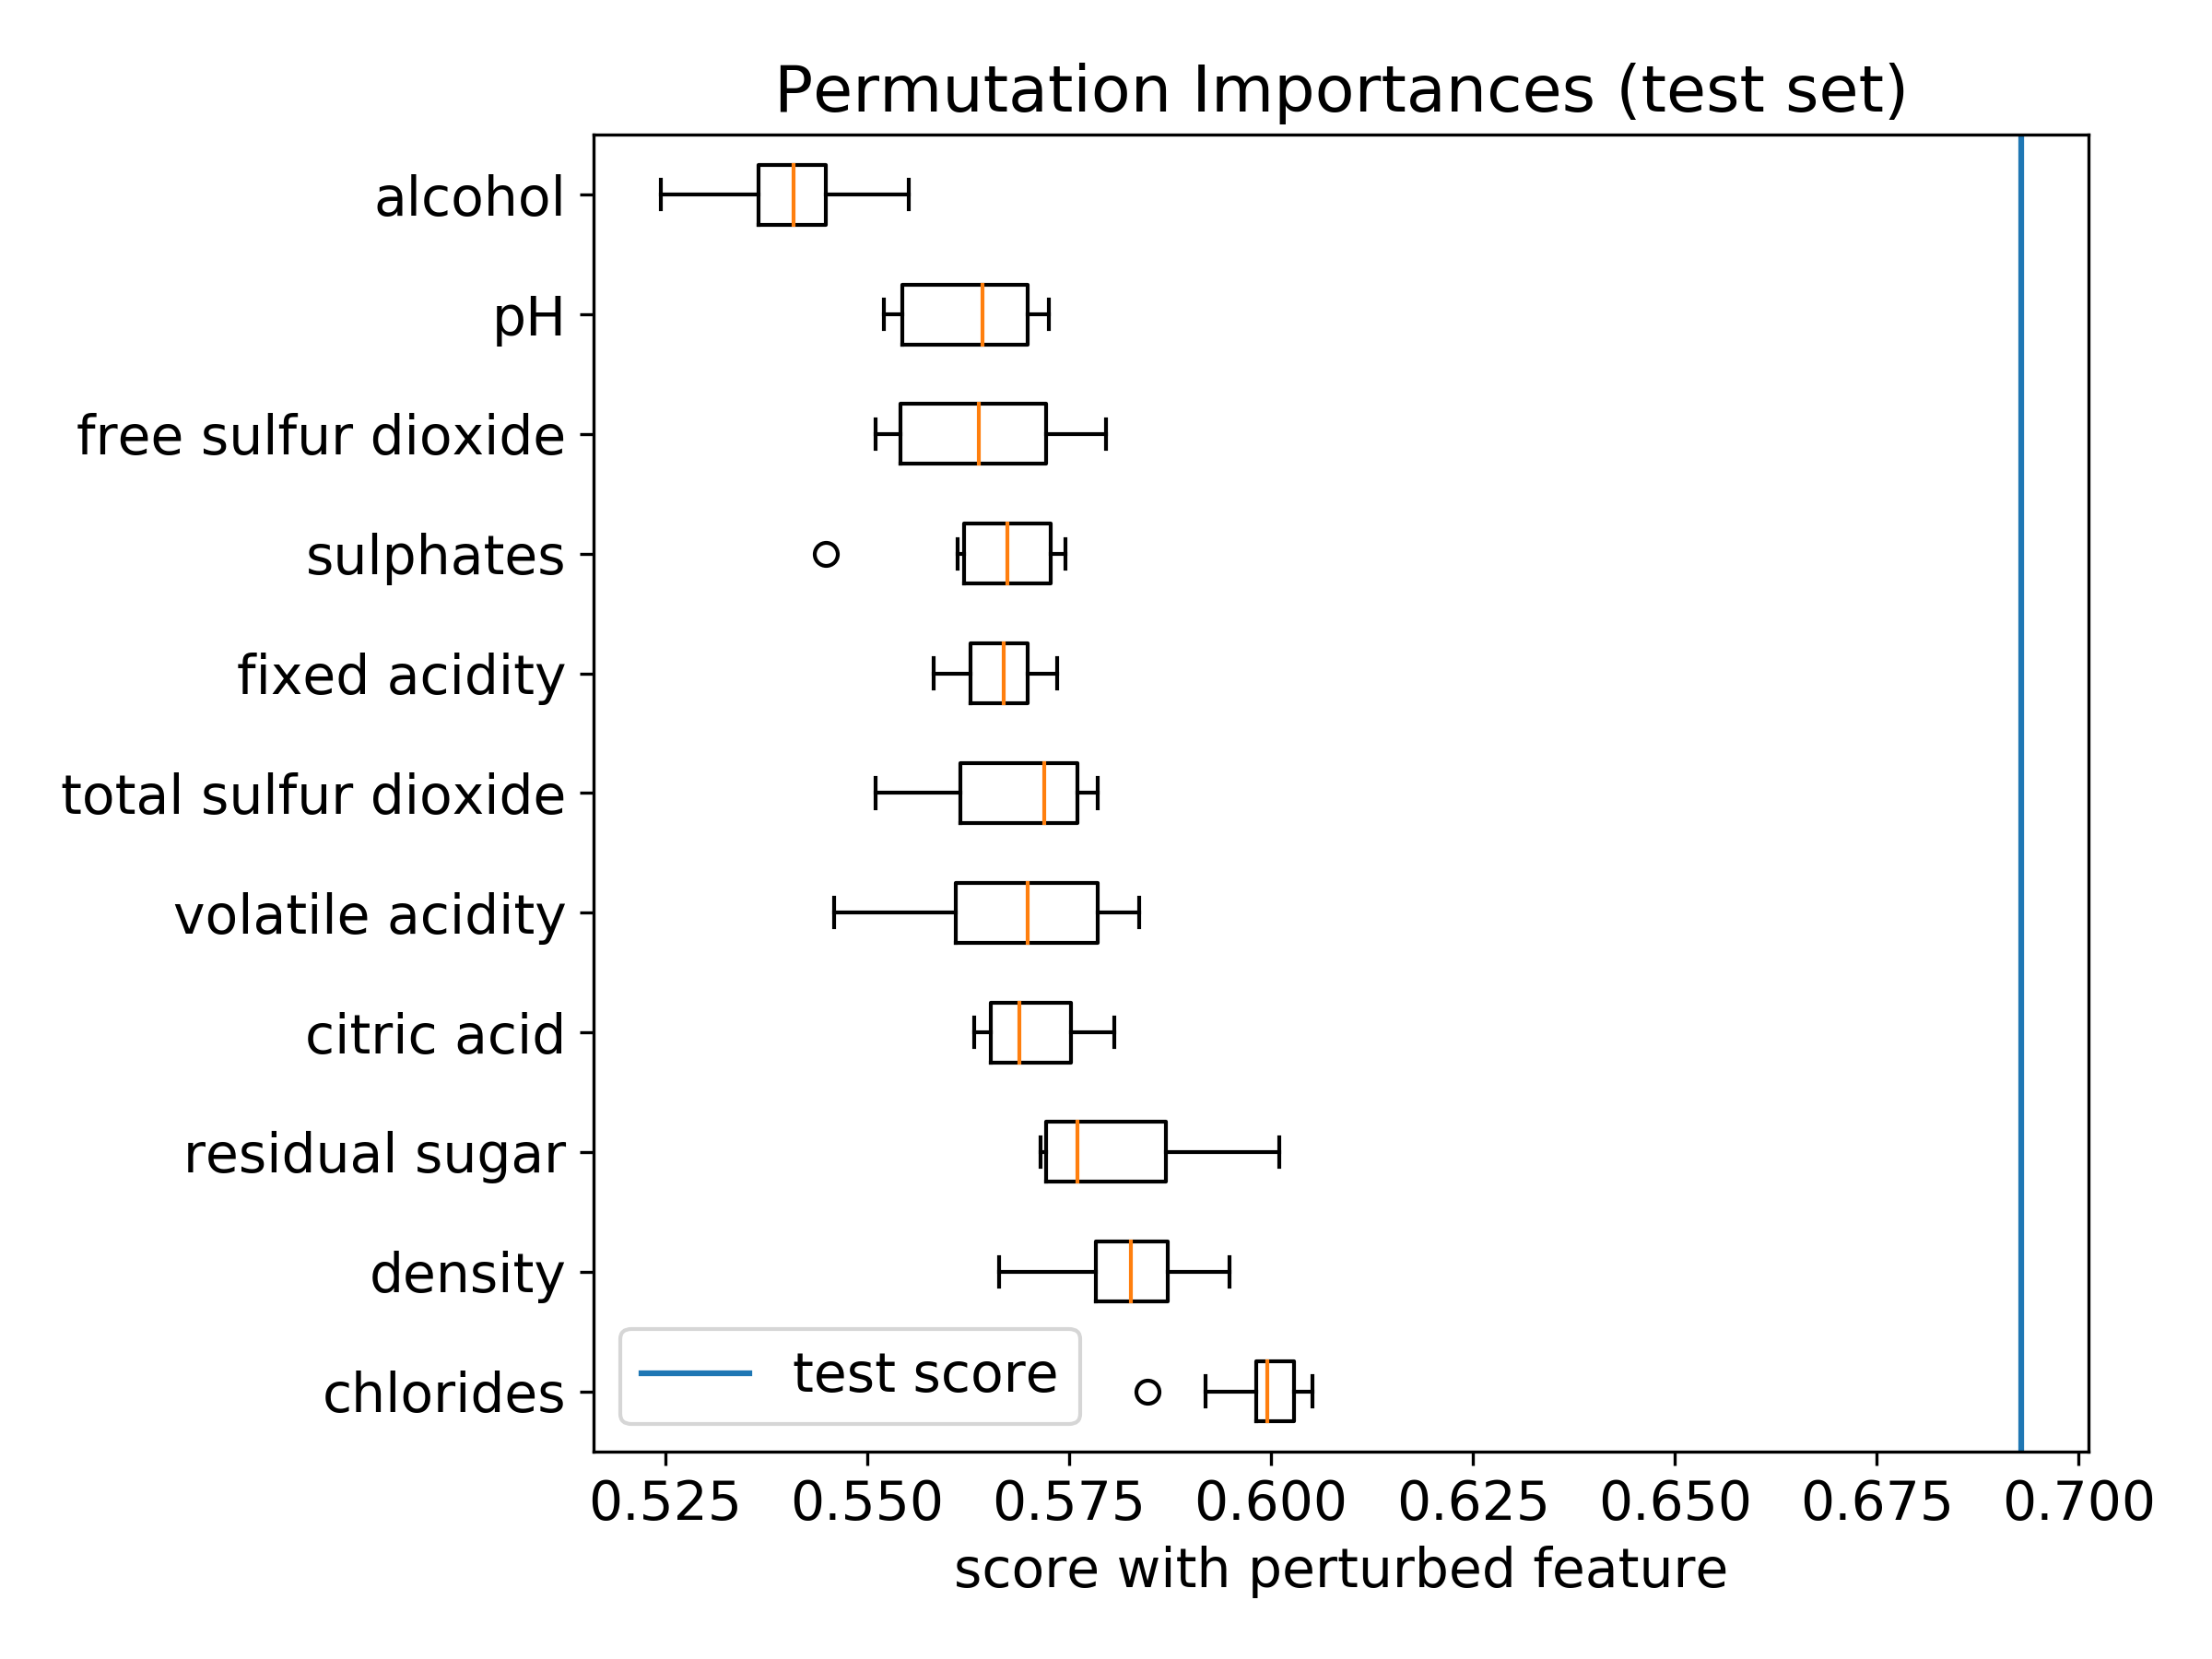 Permutation Importances (test set)
alcohol
pH
free sulfur dioxide
sulphates
fixed acidity
total sulfur dioxide
volatile acidity
citric acid
residual sugar
density
chlorides
test score
0.525 0.550 0.575 0.600 0.625 0.650 0.675 0.700
score with perturbed feature